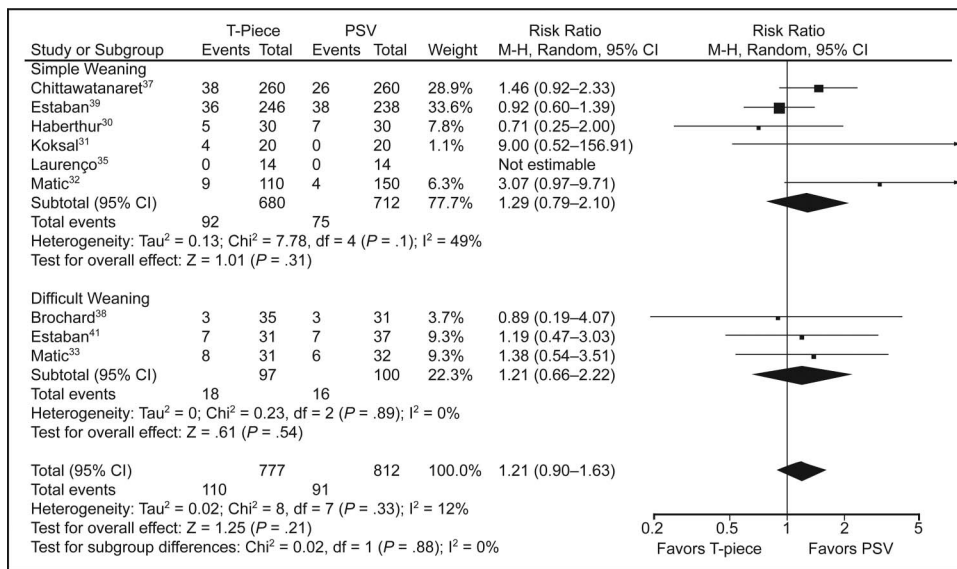 T-Piece PSV Risk Ratio Risk Ratio
Study or Subgroup Events Total Events Total Weight M-H, Random, 95% CI M-H, Random, 95% CI
Simple Weaning
Chittawatanaret³⁷ 38 260 26 260 28.9% 1.46 (0.92–2.33)
Estaban³⁹ 36 246 38 238 33.6% 0.92 (0.60–1.39)
Haberthur³⁰ 5 30 7 30 7.8% 0.71 (0.25–2.00)
Koksal³¹ 4 20 0 20 1.1% 9.00 (0.52–156.91)
Laurenço³⁵ 0 14 0 14 Not estimable
Matic³² 9 110 4 150 6.3% 3.07 (0.97–9.71)
Subtotal (95% CI) 680 712 77.7% 1.29 (0.79–2.10)
Total events 92 75
Heterogeneity: Tau² = 0.13; Chi² = 7.78, df = 4 (P = .1); I² = 49%
Test for overall effect: Z = 1.01 (P = .31)
Difficult Weaning
Brochard³⁸ 3 35 3 31 3.7% 0.89 (0.19–4.07)
Estaban⁴¹ 7 31 7 37 9.3% 1.19 (0.47–3.03)
Matic³³ 8 31 6 32 9.3% 1.38 (0.54–3.51)
Subtotal (95% CI) 97 100 22.3% 1.21 (0.66–2.22)
Total events 18 16
Heterogeneity: Tau² = 0; Chi² = 0.23, df = 2 (P = .89); I² = 0%
Test for overall effect: Z = .61 (P = .54)
Total (95% CI) 777 812 100.0% 1.21 (0.90–1.63)
Total events 110 91
Heterogeneity: Tau² = 0.02; Chi² = 8, df = 7 (P = .33); I² = 12%
Test for overall effect: Z = 1.25 (P = .21)
Test for subgroup differences: Chi² = 0.02, df = 1 (P = .88); I² = 0%
0.2 0.5 1 2 5
Favors T-piece Favors PSV